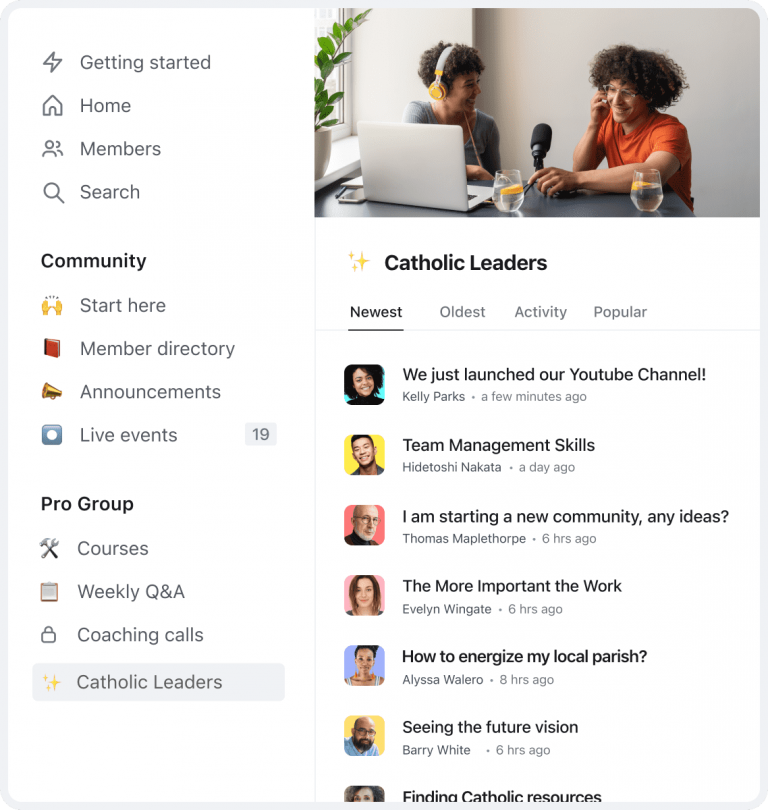 Getting started
Home
Members
Search
Community
Start here
Member directory
Announcements
Live events 19
Pro Group
Courses
Weekly Q&A
Coaching calls
Catholic Leaders
Catholic Leaders
Newest Oldest Activity Popular
We just launched our Youtube Channel!
Kelly Parks • a few minutes ago
Team Management Skills
Hidetoshi Nakata • a day ago
I am starting a new community, any ideas?
Thomas Maplethorpe • 6 hrs ago
The More Important the Work
Evelyn Wingate • 6 hrs ago
How to energize my local parish?
Alyssa Walero • 8 hrs ago
Seeing the future vision
Barry White • 6 hrs ago
Finding Catholic resources